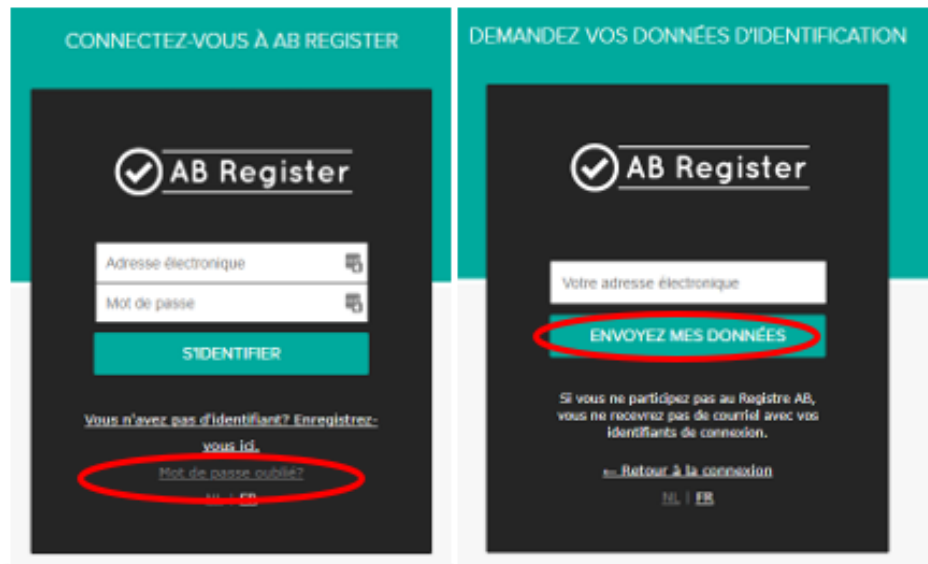 CONNECTEZ-VOUS À AB REGISTER
AB Register
Adresse électronique
Mot de passe
S'IDENTIFIER
Vous n'avez pas d'identifiant? Enregistrez-
vous ici.
Mot de passe oublié?
NL | FR
DEMANDEZ VOS DONNÉES D'IDENTIFICATION
AB Register
Votre adresse électronique
ENVOYEZ MES DONNÉES
Si vous ne participez pas au Registre AB,
vous ne recevrez pas de courriel avec vos
identifiants de connexion.
← Retour à la connexion
NL | FR